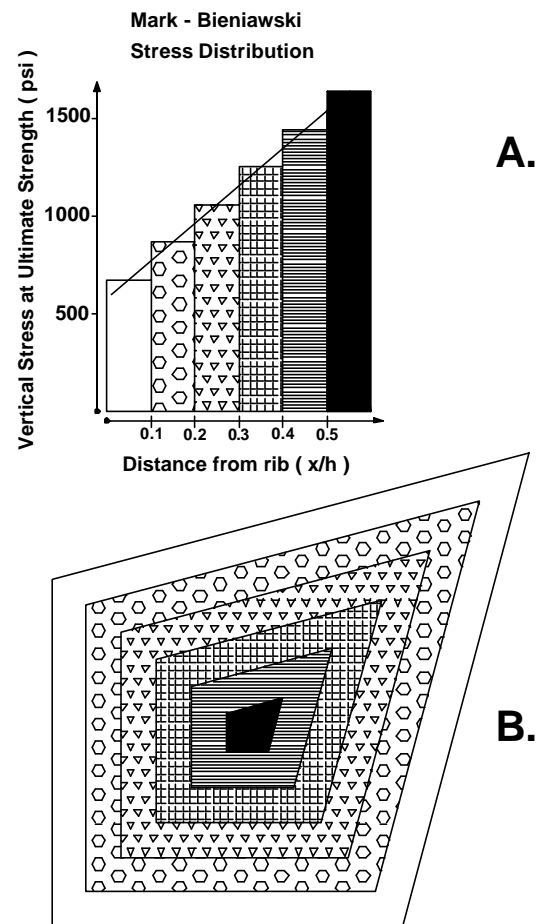 Mark - Bieniawski
Stress Distribution
Vertical Stress at Ultimate Strength ( psi )
1500
1000
500
0.1 0.2 0.3 0.4 0.5
Distance from rib ( x/h )
A.
B.